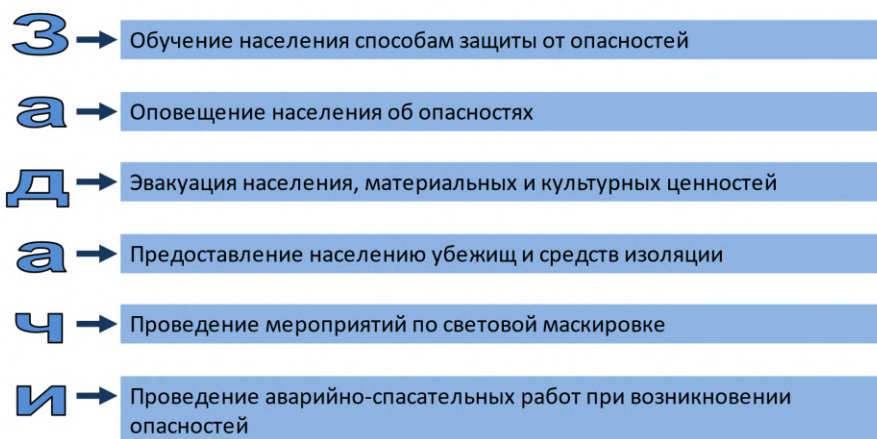 З Обучение населения способам защиты от опасностей
а Оповещение населения об опасностях
д Эвакуация населения, материальных и культурных ценностей
а Предоставление населению убежищ и средств изоляции
ч Проведение мероприятий по световой маскировке
и Проведение аварийно-спасательных работ при возникновении
опасностей